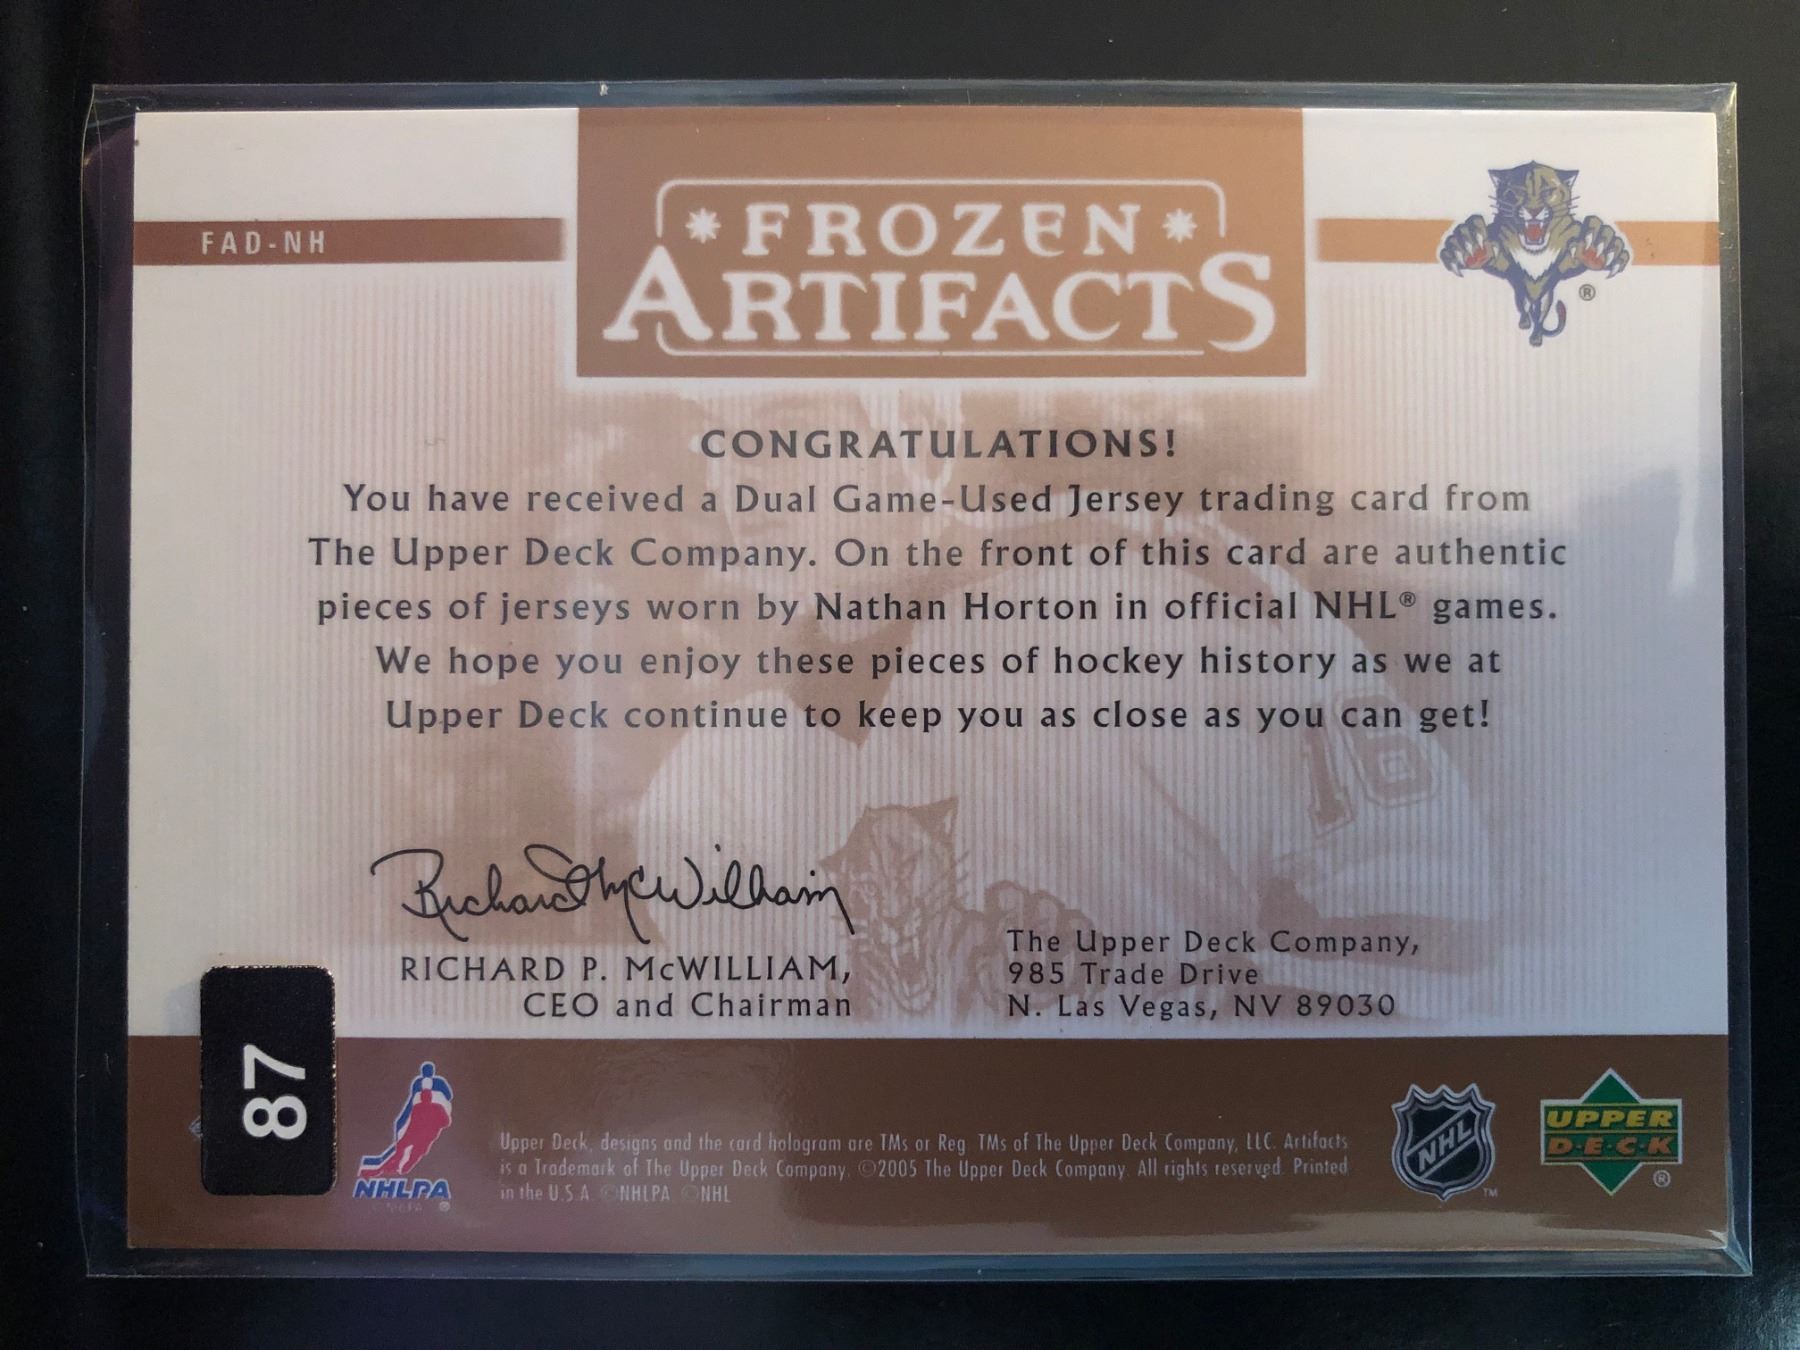 FAD-NH
FROZEN
ARTIFACTS
®
CONGRATULATIONS!
You have received a Dual Game-Used Jersey trading card from
The Upper Deck Company. On the front of this card are authentic
pieces of jerseys worn by Nathan Horton in official NHL® games.
We hope you enjoy these pieces of hockey history as we at
Upper Deck continue to keep you as close as you can get!
16
Richard McWilliam
RICHARD P. McWILLIAM,
CEO and Chairman
The Upper Deck Company,
985 Trade Drive
N. Las Vegas, NV 89030
87
NHLPA
®
Upper Deck, designs and the card hologram are TMs or Reg. TMs of The Upper Deck Company, LLC. Artifacts
is a Trademark of The Upper Deck Company. ©2005 The Upper Deck Company. All rights reserved. Printed
in the U.S.A. ©NHLPA ©NHL
NHL
TM
UPPER
D·E·C·K
®